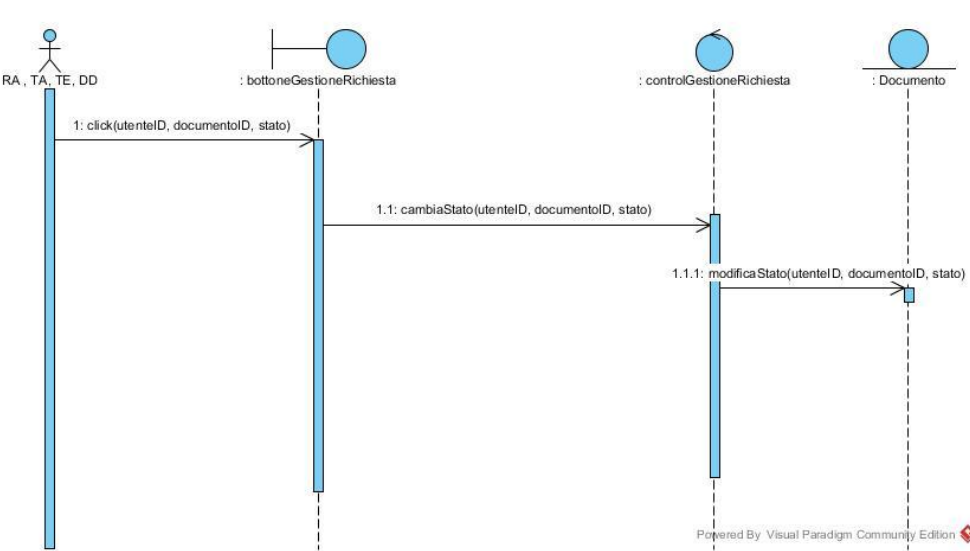 RA , TA, TE, DD
: bottoneGestioneRichiesta
: controlGestioneRichiesta
: Documento
1: click(utenteID, documentoID, stato)
1.1: cambiaStato(utenteID, documentoID, stato)
1.1.1: modificaStato(utenteID, documentoID, stato)
Powered By Visual Paradigm Community Edition